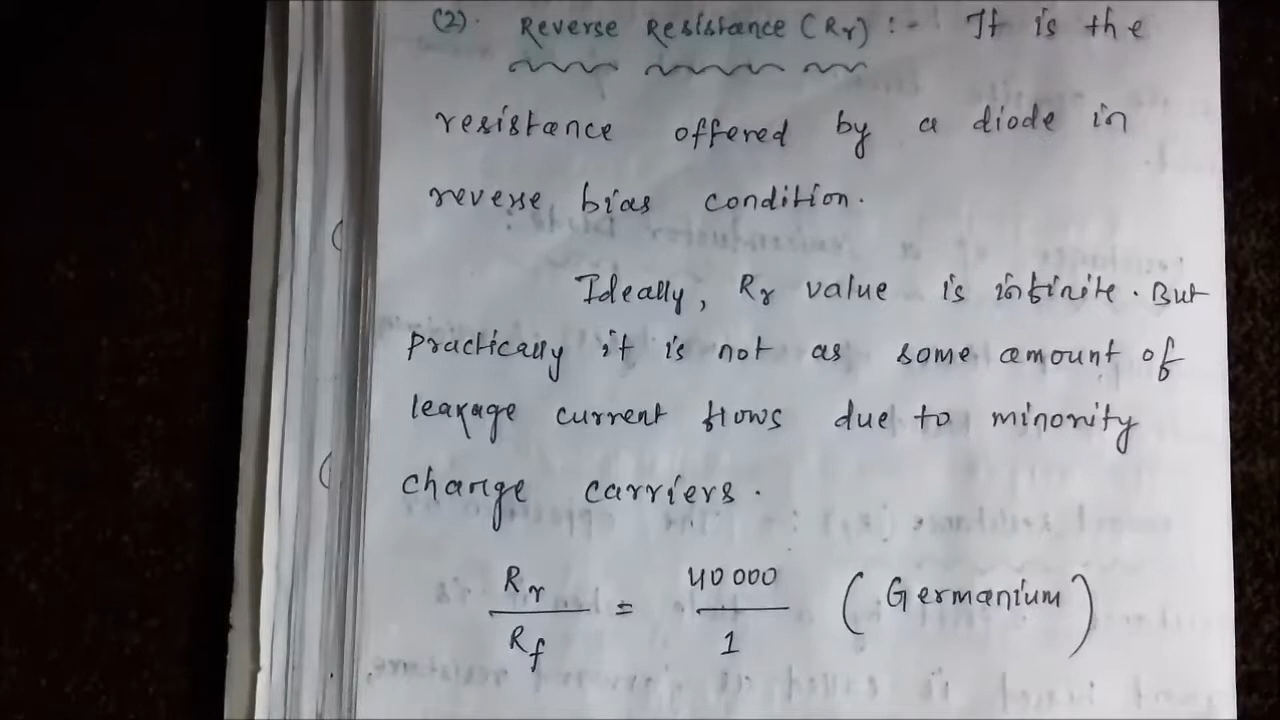 (2). Reverse Resistance (Rr) :- It is the
resistance offered by a diode in
reverse bias condition.
Ideally, Rr value is infinite. But
practically it is not as some amount of
leakage current flows due to minority
charge carriers.
Rr / Rf = 40000 / 1 (Germanium)